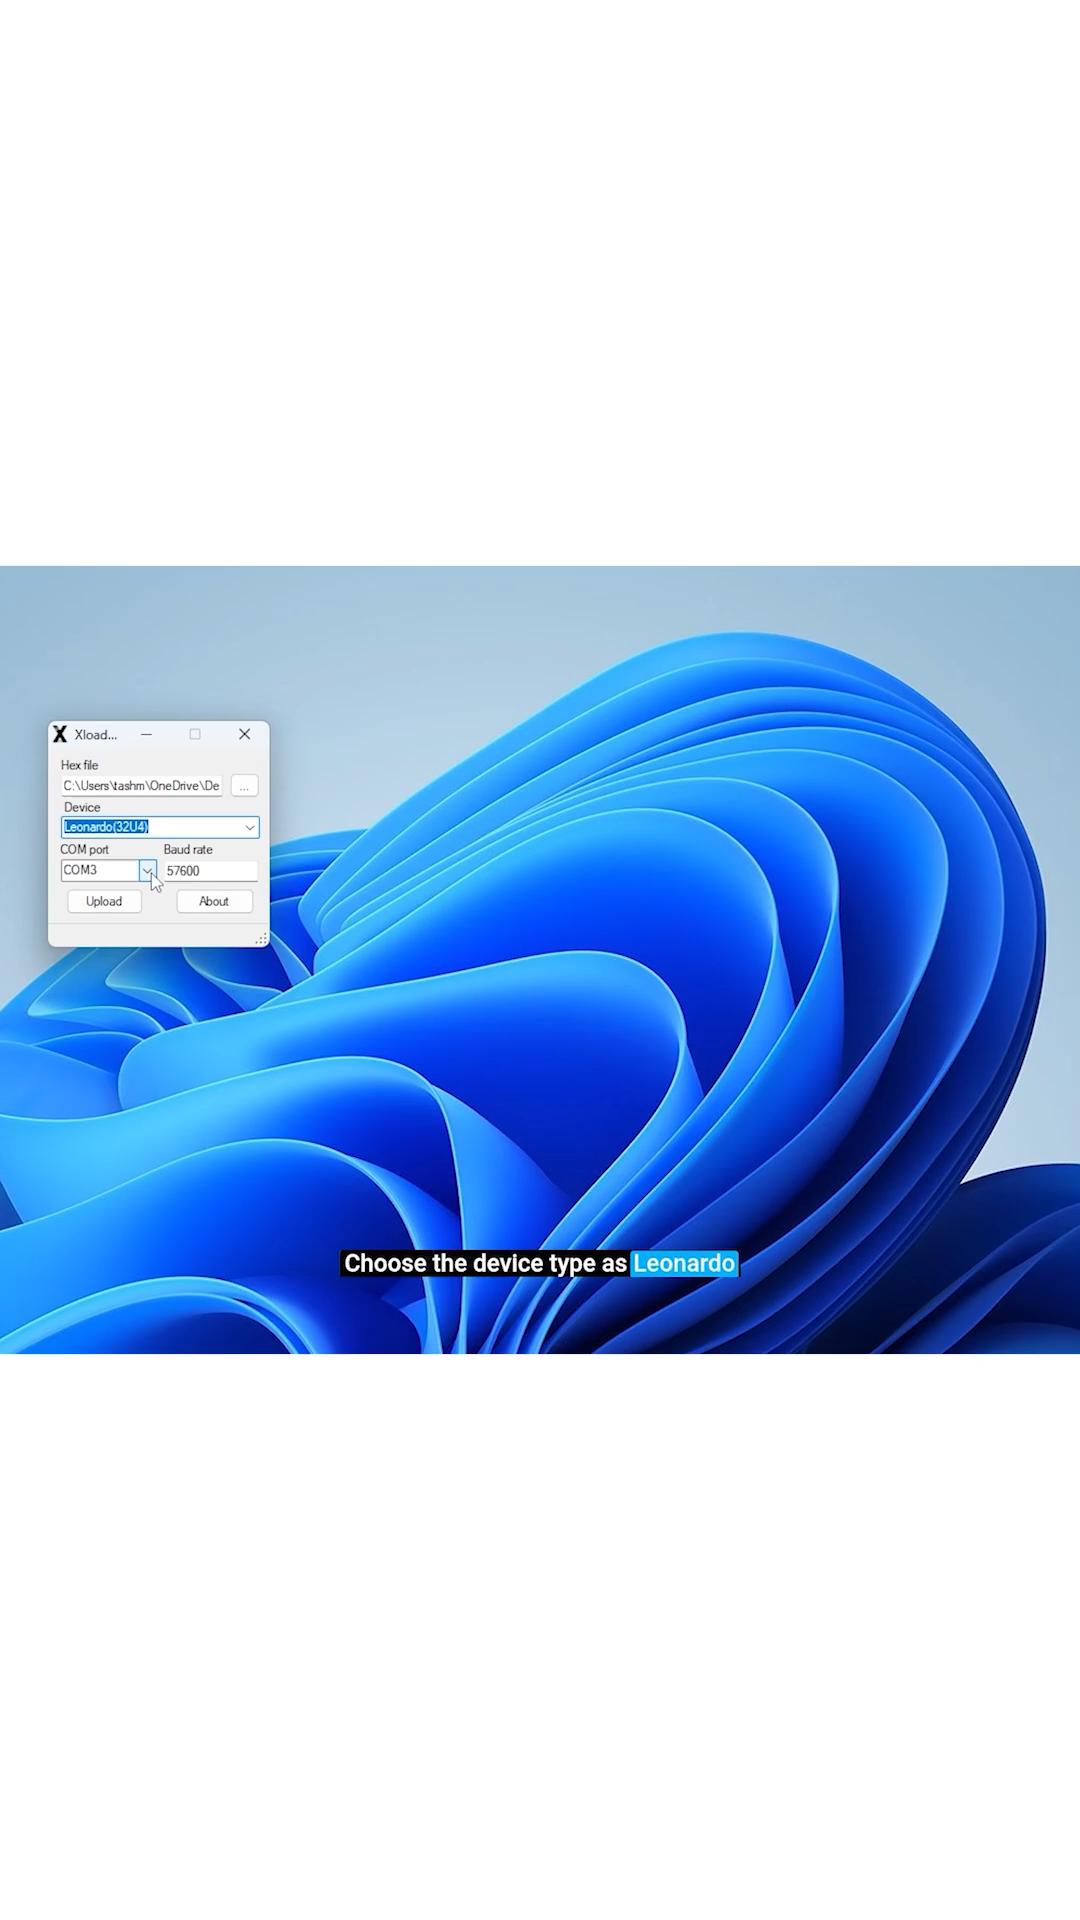 Xload...
Hex file
C:\Users\tashm\OneDrive\De
...
Device
Leonardo(32U4)
COM port
Baud rate
COM3
57600
Upload
About
Choose the device type as Leonardo